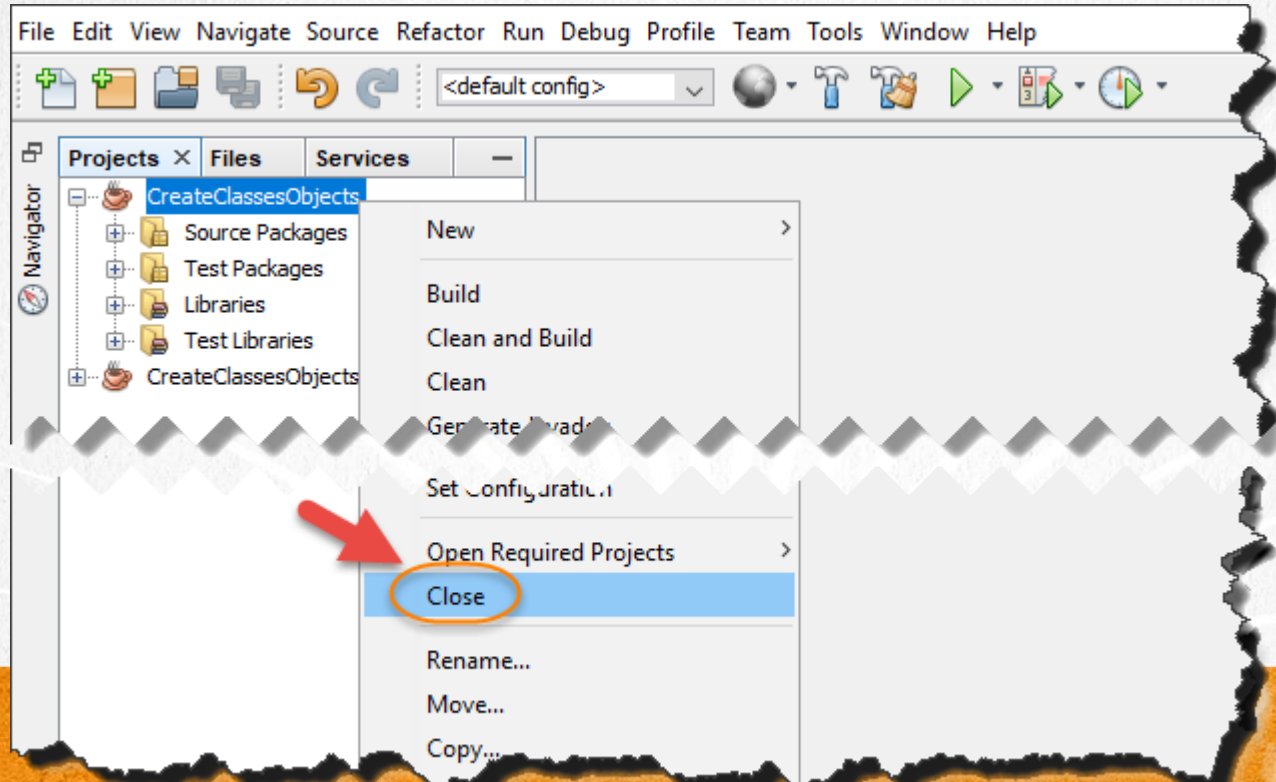 File Edit View Navigate Source Refactor Run Debug Profile Team Tools Window Help
<default config>
Projects Files Services
Navigator
CreateClassesObjects
Source Packages
Test Packages
Libraries
Test Libraries
CreateClassesObjects
New
Build
Clean and Build
Clean
Generate
Set Configuration
Open Required Projects
Close
Rename...
Move...
Copy...